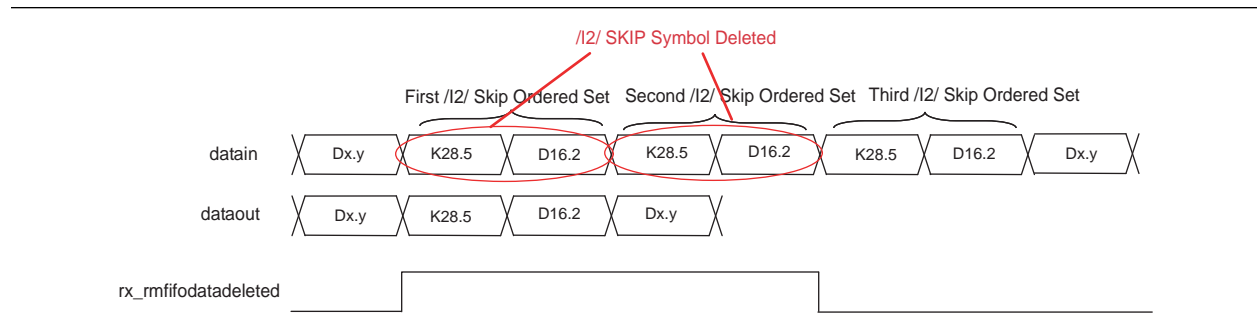 /I2/ SKIP Symbol Deleted
First /I2/ Skip Ordered Set Second /I2/ Skip Ordered Set Third /I2/ Skip Ordered Set
datain Dx.y K28.5 D16.2 K28.5 D16.2 K28.5 D16.2 Dx.y
dataout Dx.y K28.5 D16.2 Dx.y
rx_rmfifodatadeleted